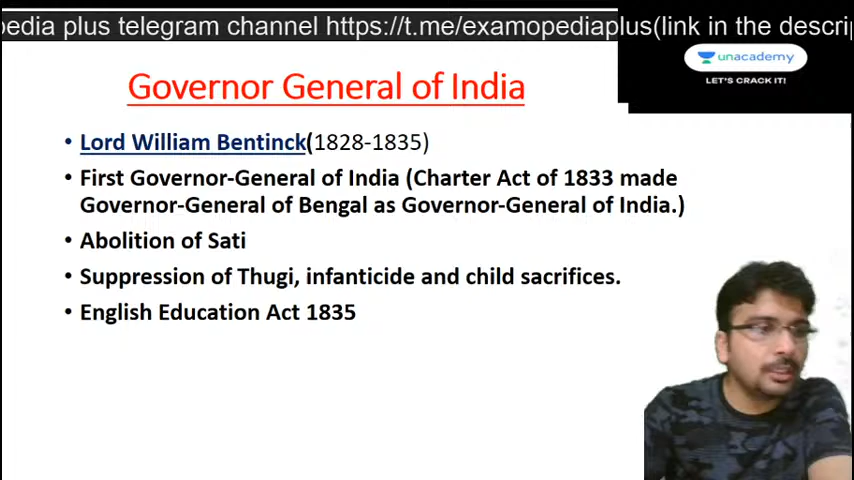 pedia plus telegram channel https://t.me/examopediaplus(link in the descri
unacademy
LET'S CRACK IT!
Governor General of India
• Lord William Bentinck(1828-1835)
• First Governor-General of India (Charter Act of 1833 made
Governor-General of Bengal as Governor-General of India.)
• Abolition of Sati
• Suppression of Thugi, infanticide and child sacrifices.
• English Education Act 1835